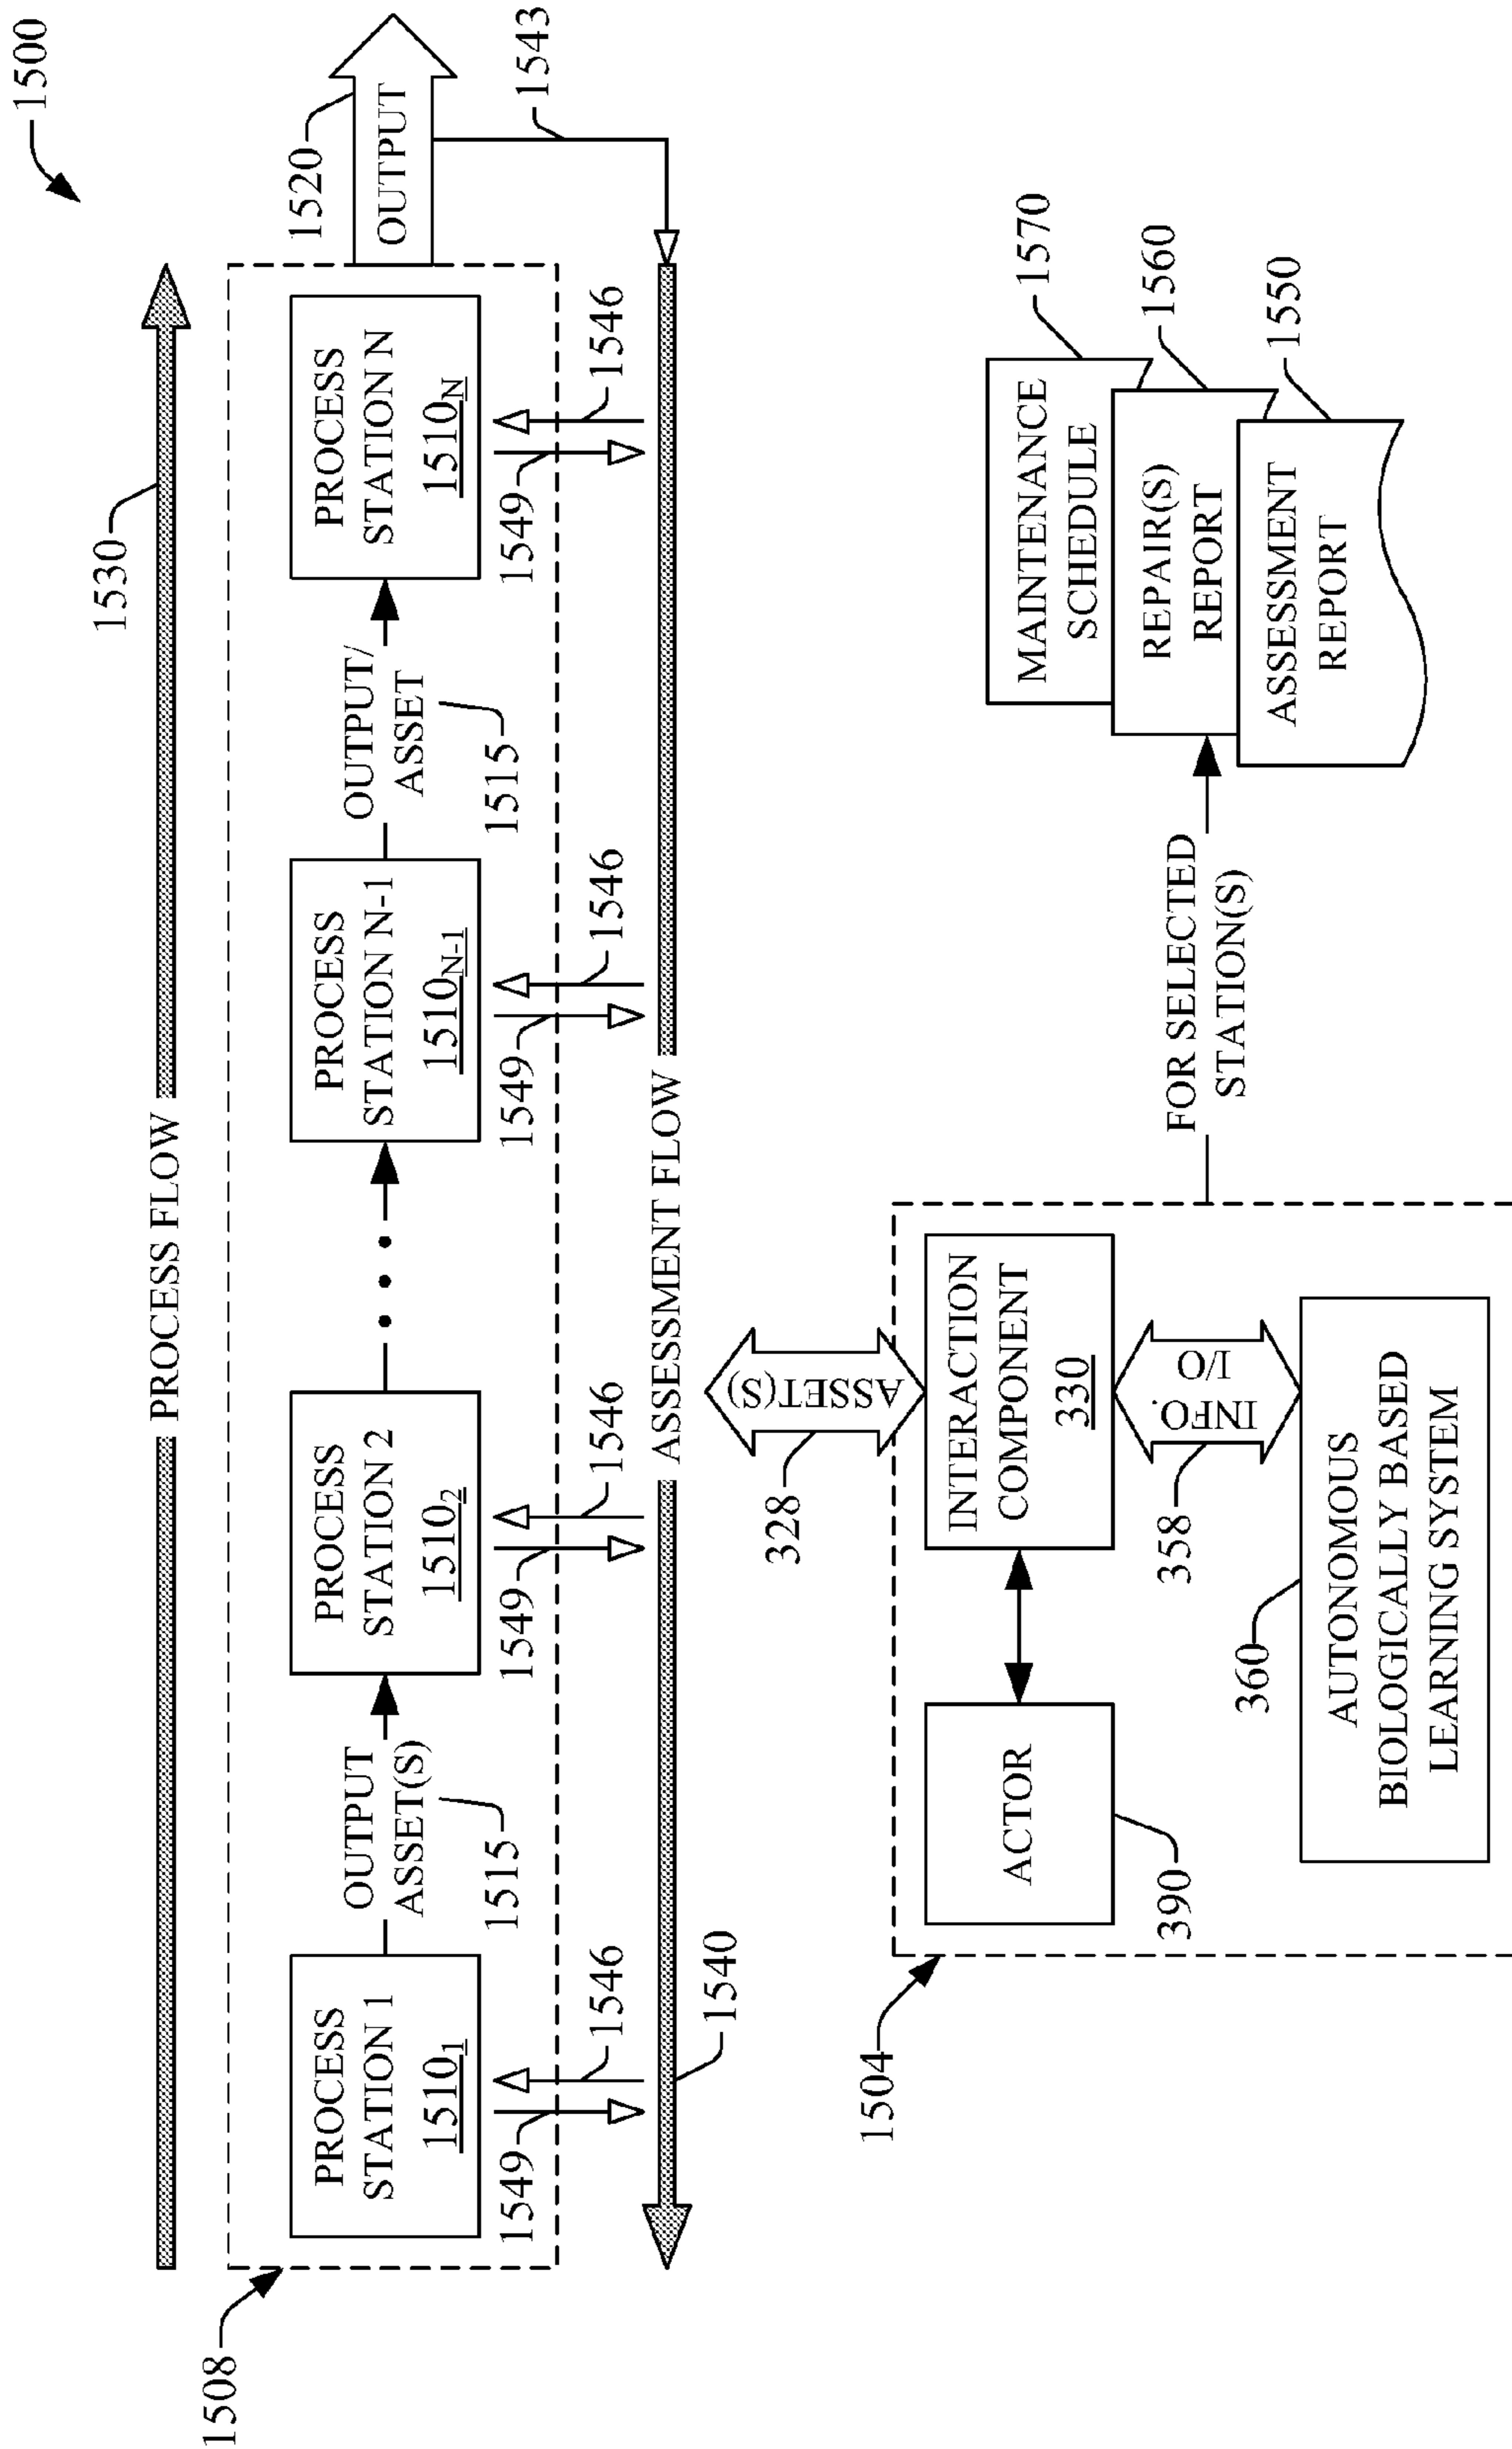 1500
1530
PROCESS FLOW
1508
PROCESS
STATION 1
1510₁
OUTPUT
ASSET(S)
1515
PROCESS
STATION 2
1510₂
• • •
PROCESS
STATION N-1
1510N-1
OUTPUT/
ASSET
1515
PROCESS
STATION N
1510N
1520
OUTPUT
1543
1549
1546
1549
1546
1549
1546
1549
1546
ASSESSMENT FLOW
1540
328
ASSET(S)
1504
ACTOR
390
INTERACTION
COMPONENT
330
358
INFO.
I/O
360
AUTONOMOUS
BIOLOGICALLY BASED
LEARNING SYSTEM
FOR SELECTED
STATION(S)
MAINTENANCE
SCHEDULE
1570
REPAIR(S)
REPORT
1560
ASSESSMENT
REPORT
1550